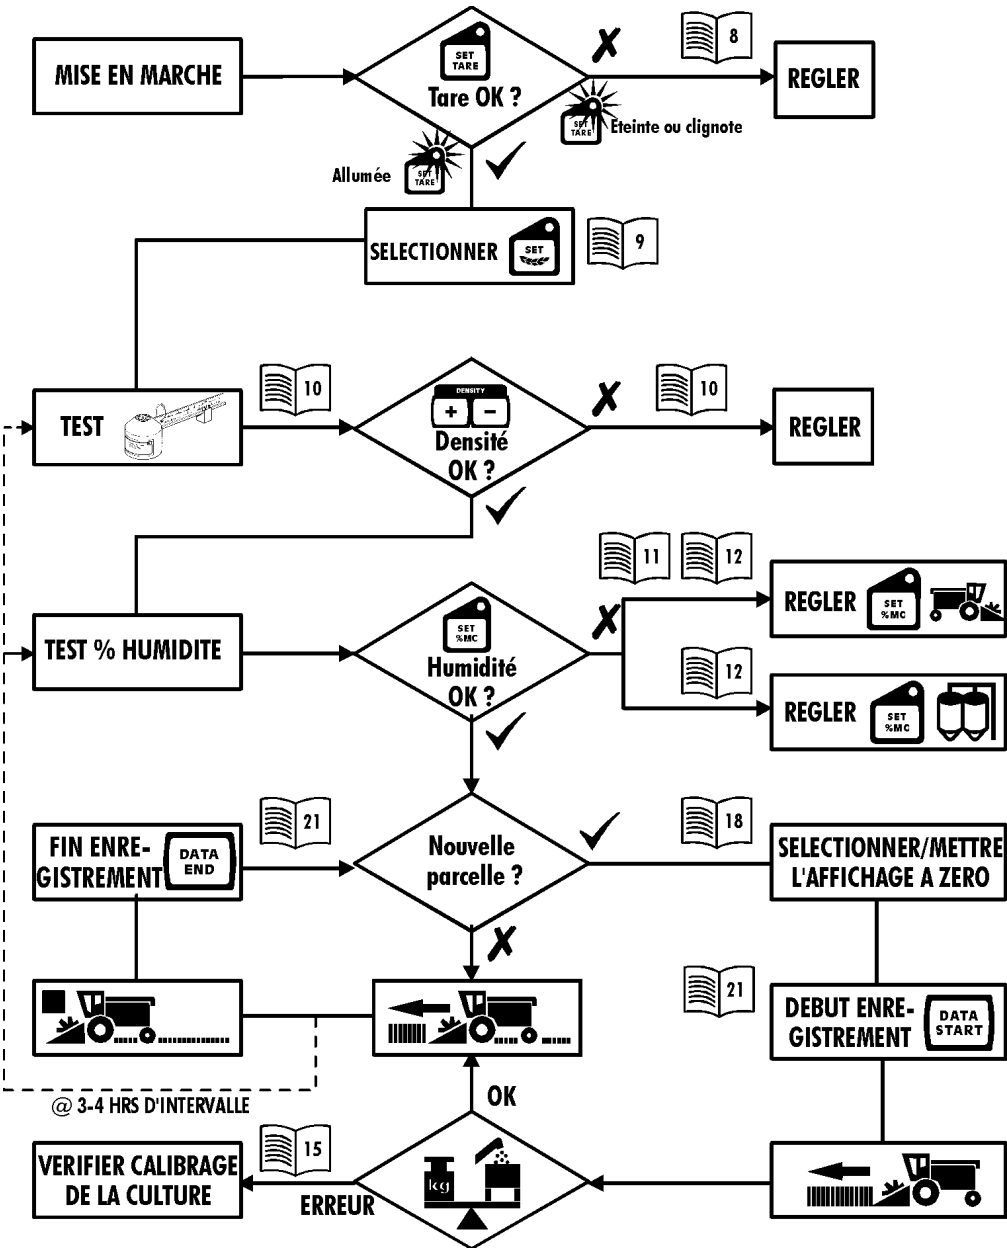 MISE EN MARCHE
SET
TARE
Tare OK ?
8
REGLER
SET
TARE
Eteinte ou clignote
Allumée
SET
TARE
SELECTIONNER
SET
9
TEST
10
DENSITY
+ −
Densité
OK ?
10
REGLER
11
12
TEST % HUMIDITE
SET
%MC
Humidité
OK ?
REGLER
SET
%MC
12
REGLER
SET
%MC
FIN ENRE-
GISTREMENT
DATA
END
21
Nouvelle
parcelle ?
18
SELECTIONNER/METTRE
L'AFFICHAGE A ZERO
21
DEBUT ENRE-
GISTREMENT
DATA
START
@ 3-4 HRS D'INTERVALLE
OK
VERIFIER CALIBRAGE
DE LA CULTURE
15
ERREUR
kg